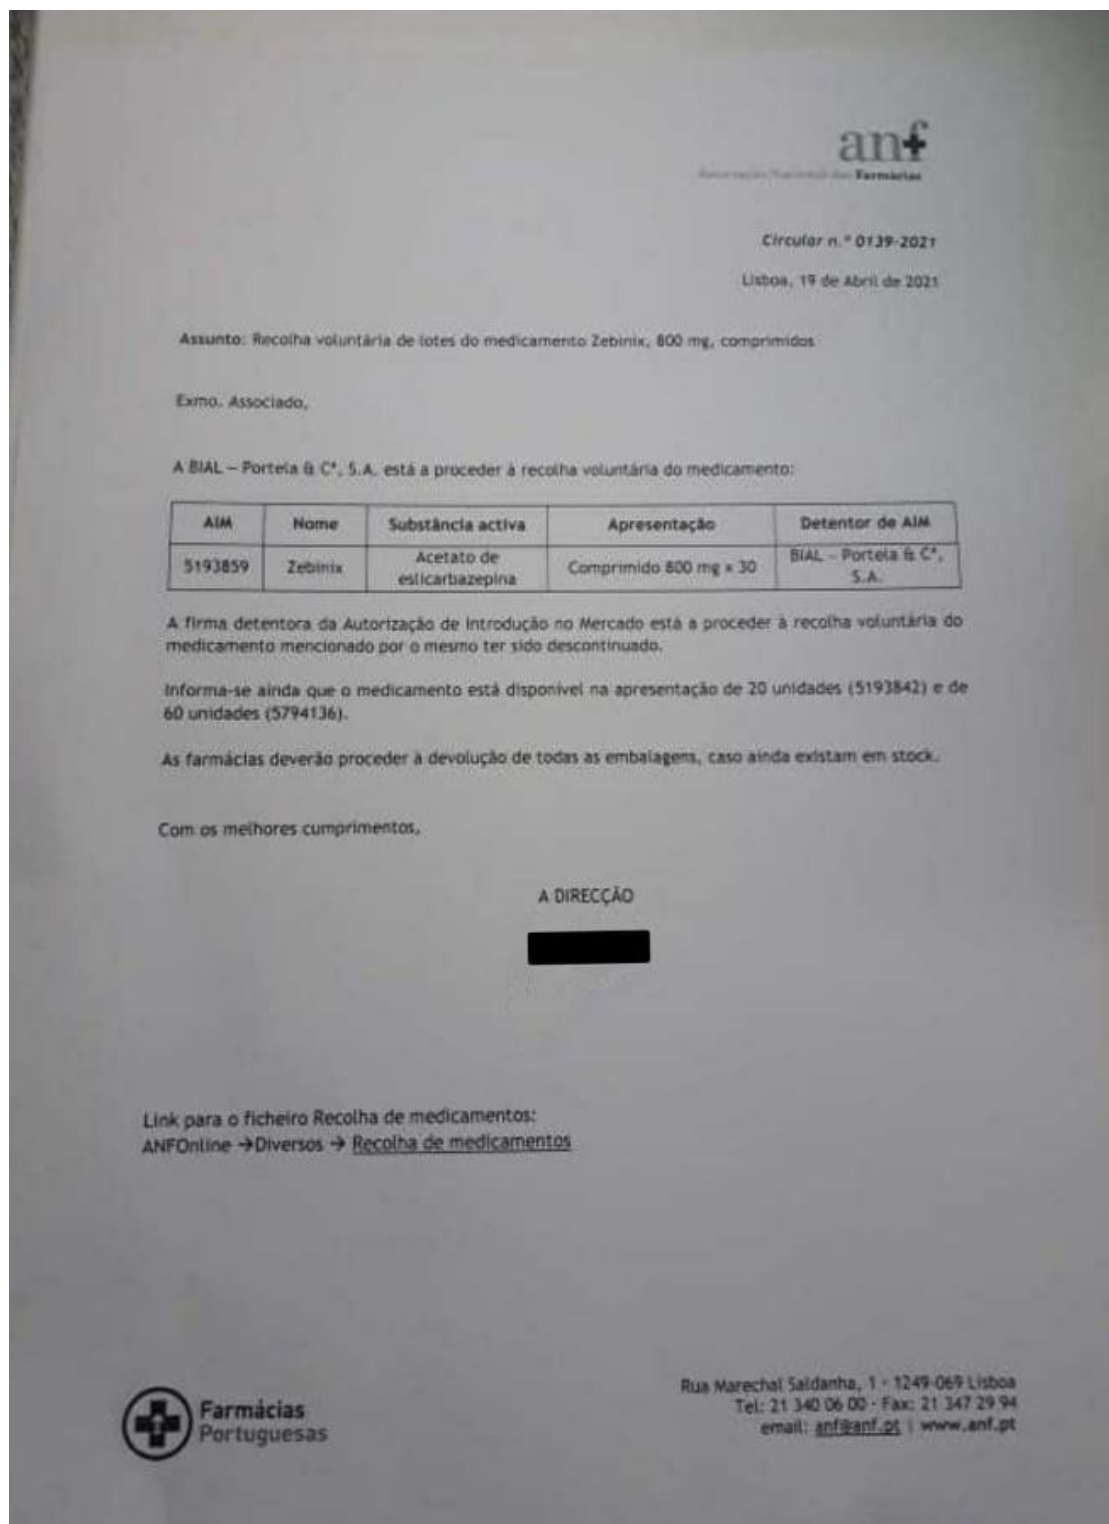 anf
Associação Nacional das Farmácias
Circular n.º 0139-2021
Lisboa, 19 de Abril de 2021
Assunto: Recolha voluntária de lotes do medicamento Zebinix, 800 mg, comprimidos
Exmo. Associado,
A BIAL – Portela & Cª, S.A. está a proceder à recolha voluntária do medicamento:
AIM Nome Substância activa Apresentação Detentor de AIM
5193859 Zebinix Acetato de eslicarbazepina Comprimido 800 mg x 30 BIAL – Portela & Cª, S.A.
A firma detentora da Autorização de Introdução no Mercado está a proceder à recolha voluntária do
medicamento mencionado por o mesmo ter sido descontinuado.
Informa-se ainda que o medicamento está disponível na apresentação de 20 unidades (5193842) e de
60 unidades (5794136).
As farmácias deverão proceder à devolução de todas as embalagens, caso ainda existam em stock.
Com os melhores cumprimentos,
A DIRECÇÃO
Link para o ficheiro Recolha de medicamentos:
ANFOnline →Diversos → Recolha de medicamentos
Farmácias
Portuguesas
Rua Marechal Saldanha, 1 - 1249-069 Lisboa
Tel: 21 340 06 00 - Fax: 21 347 29 94
email: anf@anf.pt | www.anf.pt